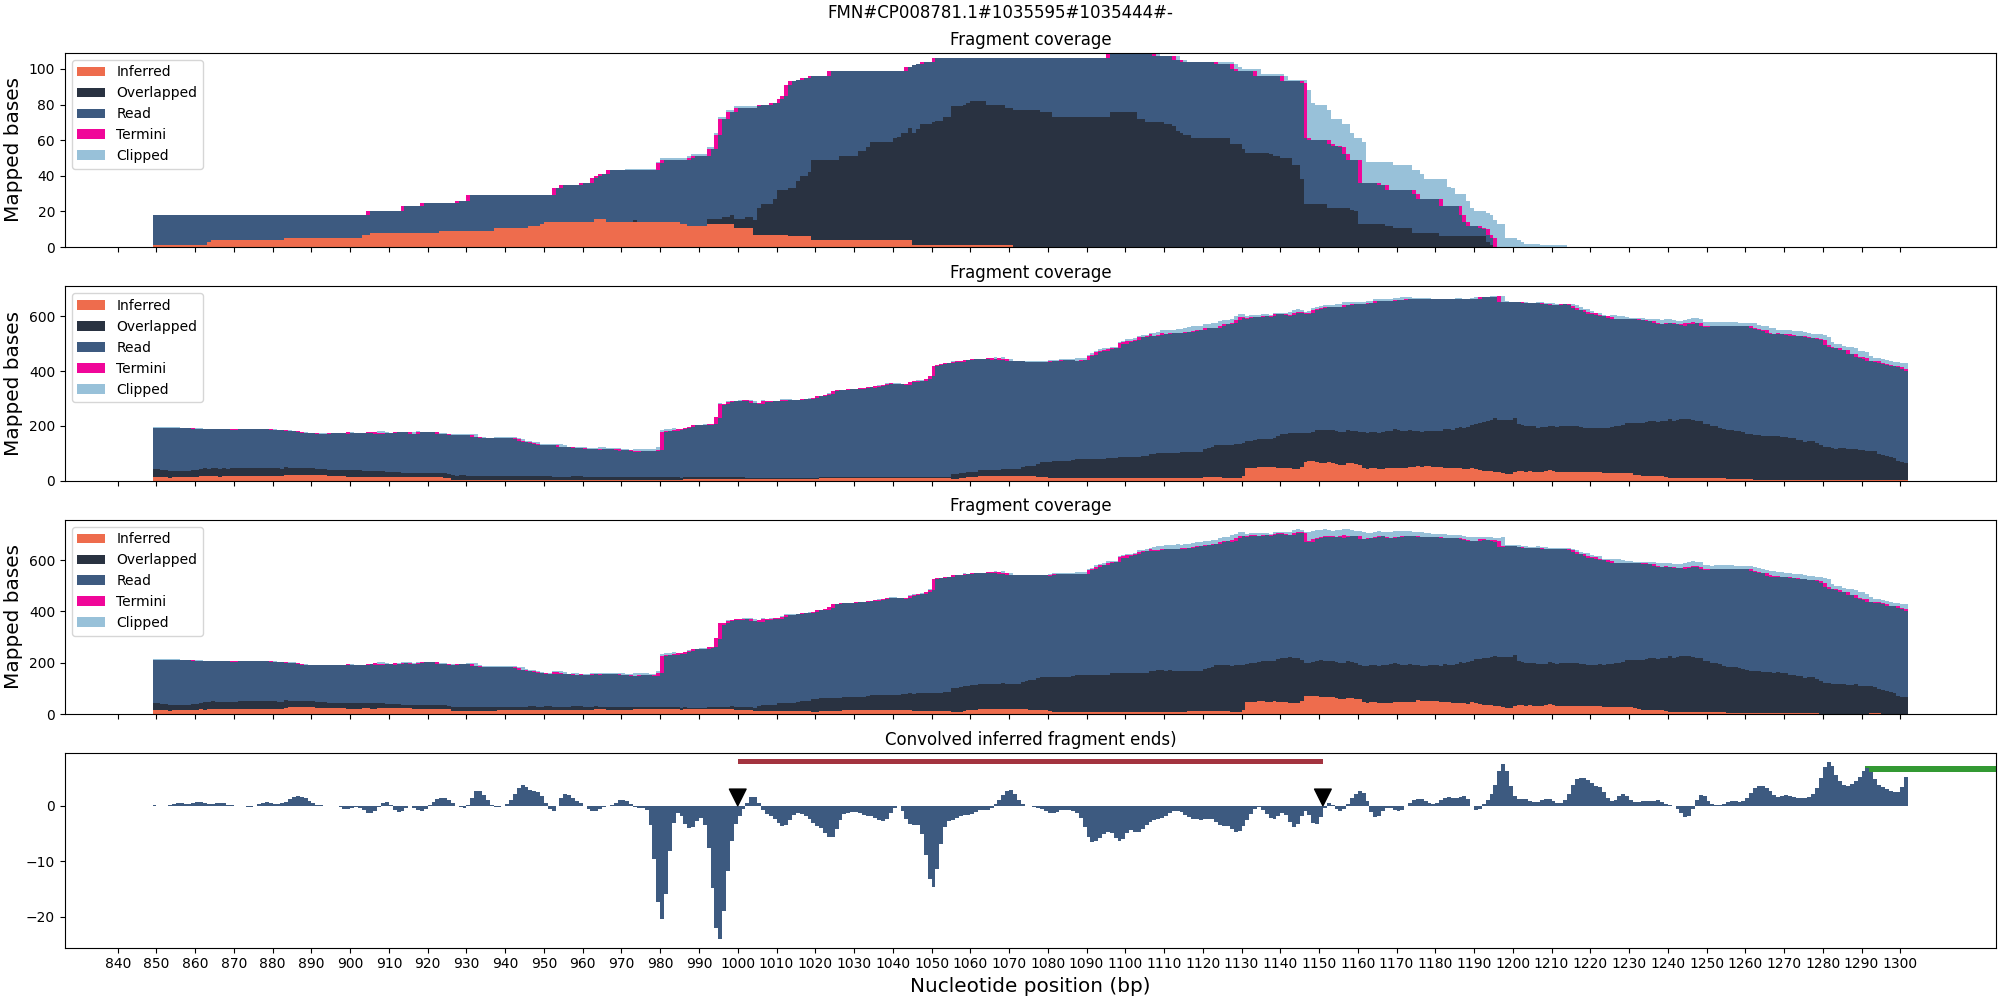 FMN#CP008781.1#1035595#1035444#-
Fragment coverage
Mapped bases
100
80
60
40
20
0
Inferred
Overlapped
Read
Termini
Clipped
Fragment coverage
Mapped bases
600
400
200
0
Inferred
Overlapped
Read
Termini
Clipped
Fragment coverage
Mapped bases
600
400
200
0
Inferred
Overlapped
Read
Termini
Clipped
Convolved inferred fragment ends)
0
−10
−20
840 850 860 870 880 890 900 910 920 930 940 950 960 970 980 990 1000 1010 1020 1030 1040 1050 1060 1070 1080 1090 1100 1110 1120 1130 1140 1150 1160 1170 1180 1190 1200 1210 1220 1230 1240 1250 1260 1270 1280 1290 1300
Nucleotide position (bp)